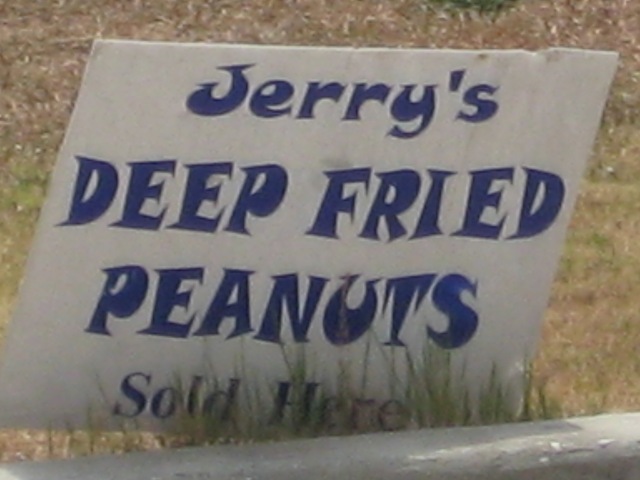 Jerry's
DEEP FRIED
PEANUTS
Sold Here